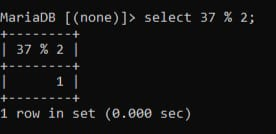 MariaDB [(none)]> select 37 % 2;
+--------+
| 37 % 2 |
+--------+
|      1 |
+--------+
1 row in set (0.000 sec)